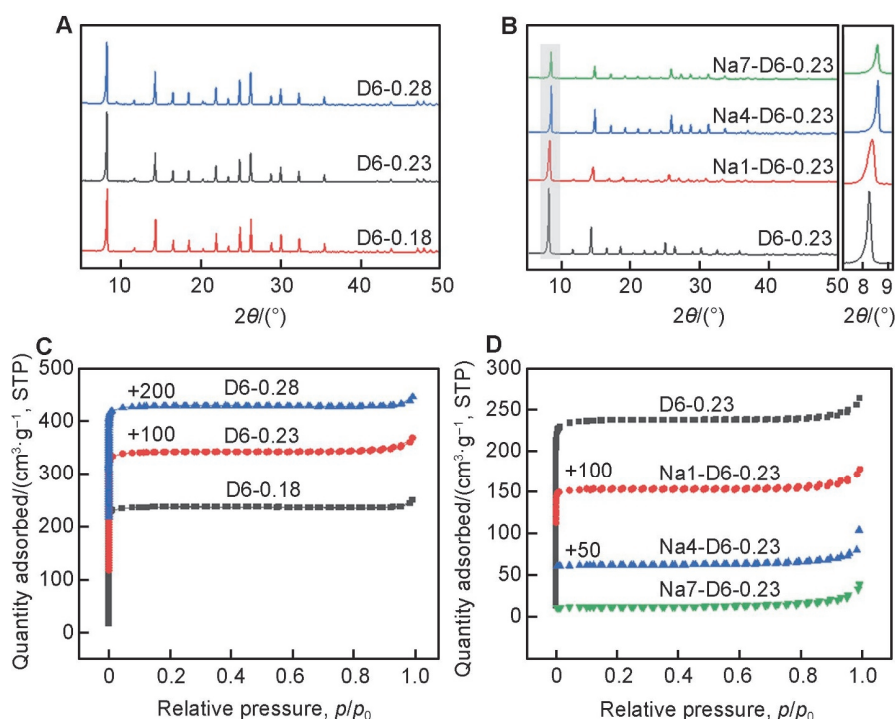 A
D6-0.28
D6-0.23
D6-0.18
10
20
30
40
50
2θ/(°)
B
Na7-D6-0.23
Na4-D6-0.23
Na1-D6-0.23
D6-0.23
10
20
30
40
50
2θ/(°)
8
9
2θ/(°)
C
Quantity adsorbed/(cm³·g⁻¹, STP)
500
400
300
200
100
0
+200
D6-0.28
+100
D6-0.23
D6-0.18
0
0.2
0.4
0.6
0.8
1.0
Relative pressure, p/p₀
D
Quantity adsorbed/(cm³·g⁻¹, STP)
300
250
200
150
100
50
0
D6-0.23
+100
Na1-D6-0.23
+50
Na4-D6-0.23
Na7-D6-0.23
0
0.2
0.4
0.6
0.8
1.0
Relative pressure, p/p₀